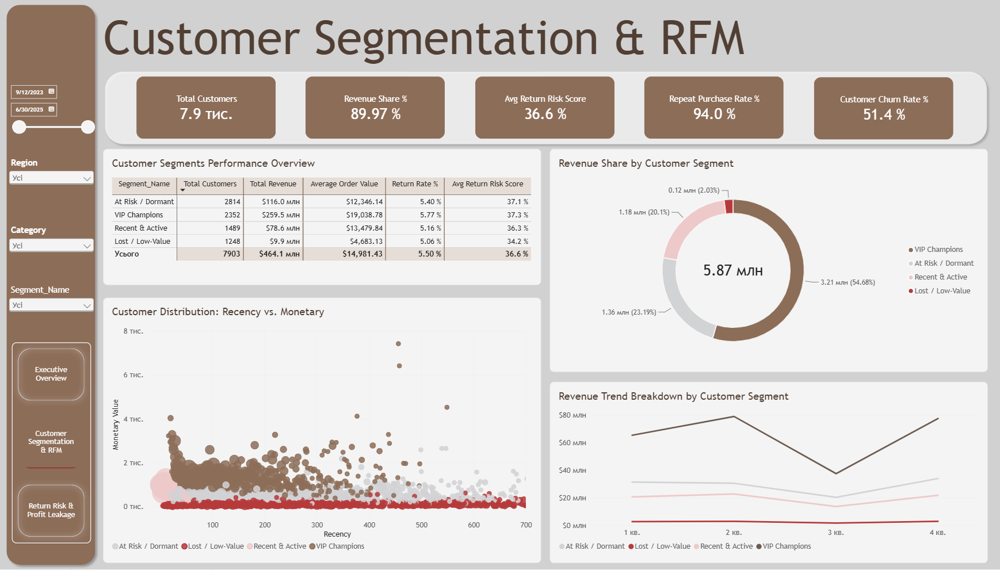 Customer Segmentation & RFM
9/12/2023
6/30/2025
Region
Усі
Category
Усі
Segment_Name
Усі
Executive
Overview
Customer
Segmentation
& RFM
Return Risk &
Profit Leakage
Total Customers
7.9 тис.
Revenue Share %
89.97 %
Avg Return Risk Score
36.6 %
Repeat Purchase Rate %
94.0 %
Customer Churn Rate %
51.4 %
Customer Segments Performance Overview
Segment_Name Total Customers Total Revenue Average Order Value Return Rate % Avg Return Risk Score
At Risk / Dormant 2814 $116.0 млн $12,346.14 5.40 % 37.1 %
VIP Champions 2352 $259.5 млн $19,038.78 5.77 % 37.3 %
Recent & Active 1489 $78.6 млн $13,479.84 5.16 % 36.3 %
Lost / Low-Value 1248 $9.9 млн $4,683.13 5.06 % 34.2 %
Усього 7903 $464.1 млн $14,981.43 5.50 % 36.6 %
Revenue Share by Customer Segment
0.12 млн (2.03%)
1.18 млн (20.1%)
5.87 млн
3.21 млн (54.68%)
1.36 млн (23.19%)
VIP Champions
At Risk / Dormant
Recent & Active
Lost / Low-Value
Customer Distribution: Recency vs. Monetary
8 тис.
6 тис.
4 тис.
2 тис.
0 тис.
Monetary Value
100 200 300 400 500 600 700
Recency
At Risk / Dormant Lost / Low-Value Recent & Active VIP Champions
Revenue Trend Breakdown by Customer Segment
$80 млн
$60 млн
$40 млн
$20 млн
$0 млн
1 кв. 2 кв. 3 кв. 4 кв.
At Risk / Dormant Lost / Low-Value Recent & Active VIP Champions